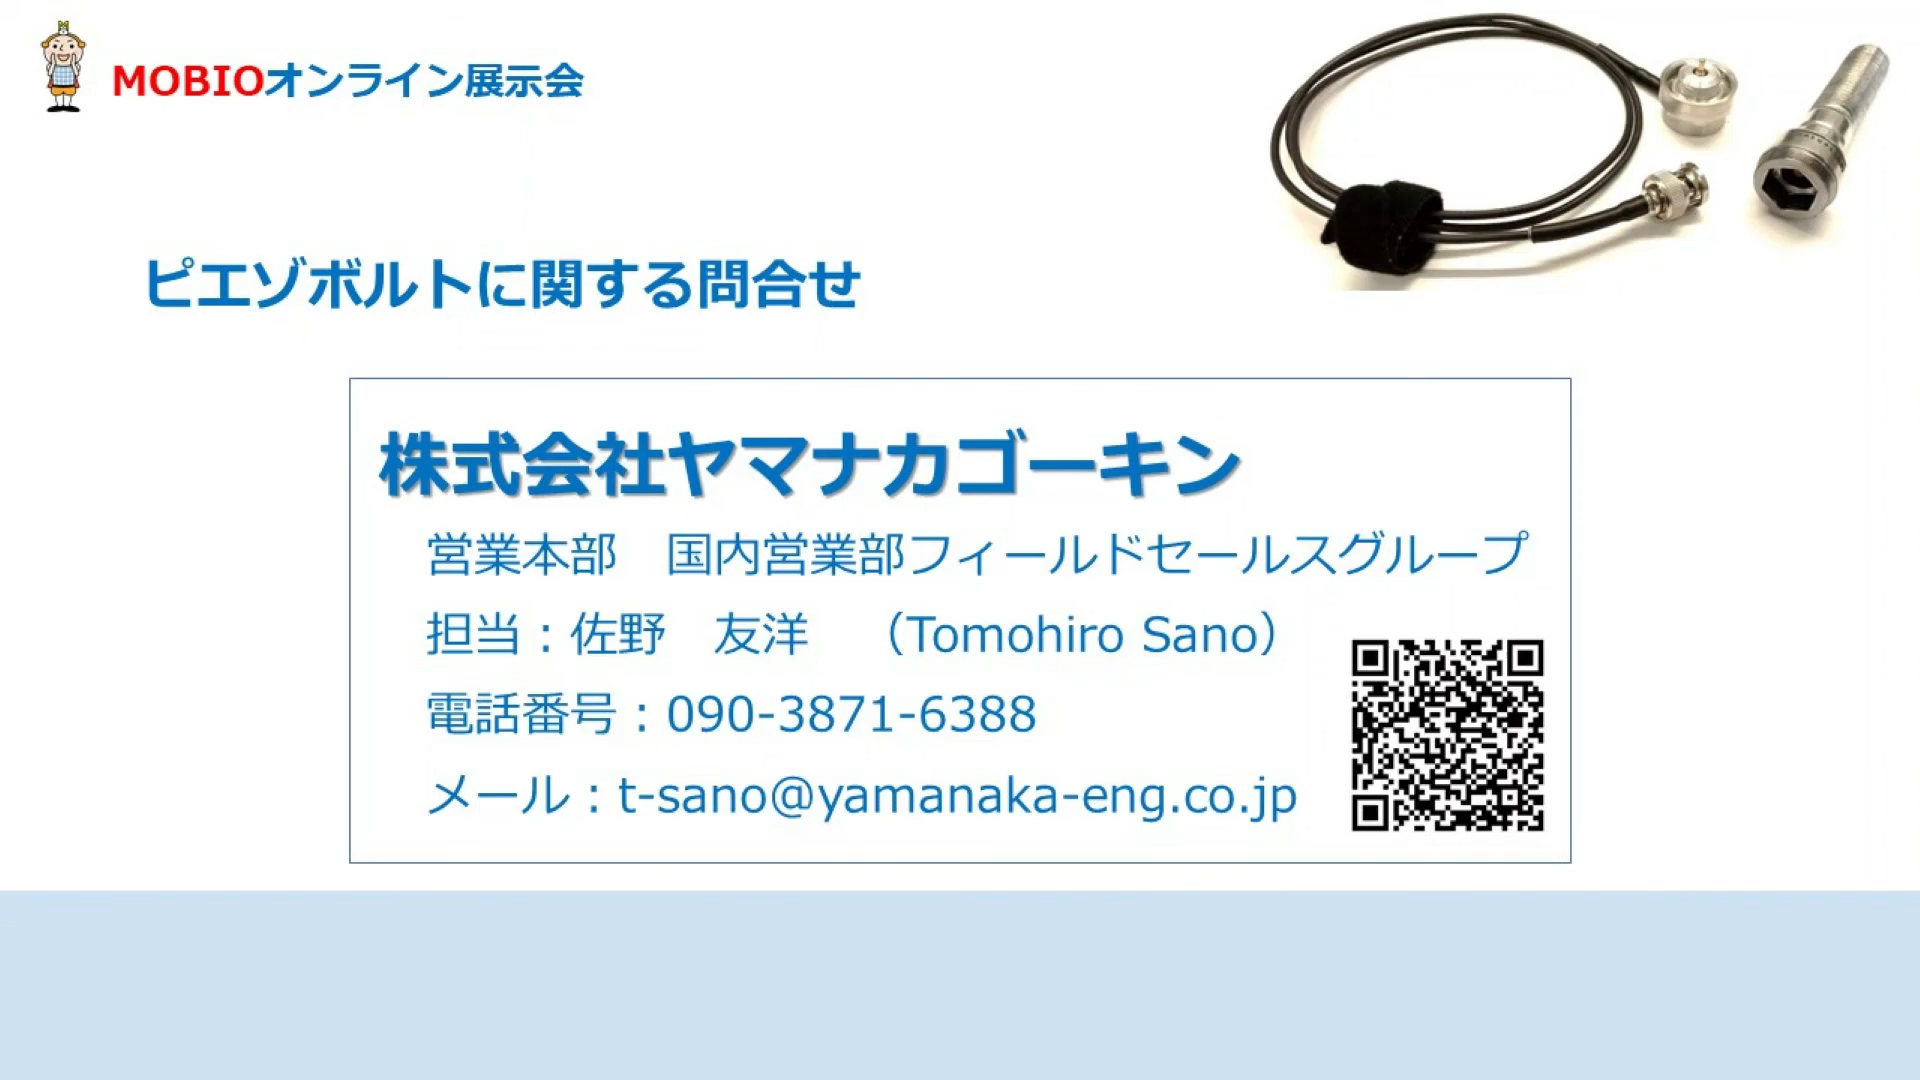 MOBIOオンライン展示会
ピエゾボルトに関する問合せ
株式会社ヤマナカゴーキン
営業本部　国内営業部フィールドセールスグループ
担当：佐野　友洋　（Tomohiro Sano）
電話番号：090-3871-6388
メール：t-sano@yamanaka-eng.co.jp